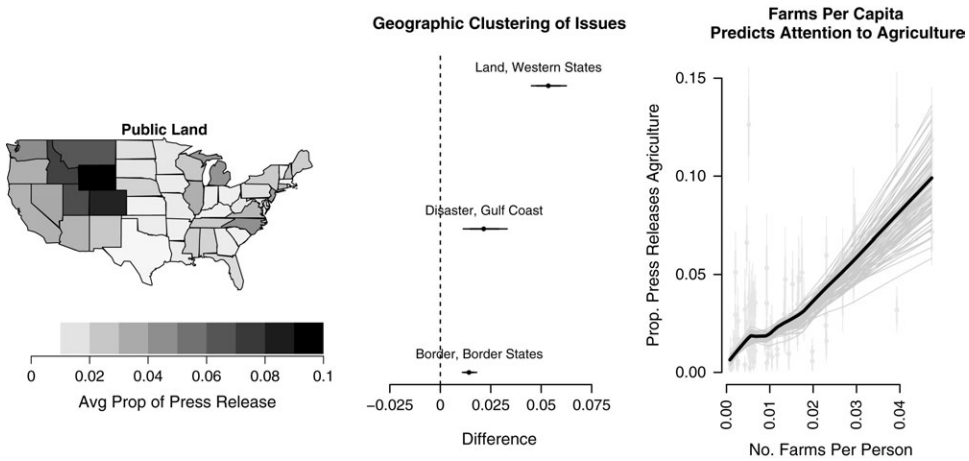 Public Land
0 0.02 0.04 0.06 0.08 0.1
Avg Prop of Press Release
Geographic Clustering of Issues
Land, Western States
Disaster, Gulf Coast
Border, Border States
−0.025 0 0.025 0.05 0.075
Difference
Farms Per Capita
Predicts Attention to Agriculture
Prop. Press Releases Agriculture
0.15
0.10
0.05
0.00
0.00 0.01 0.02 0.03 0.04
No. Farms Per Person